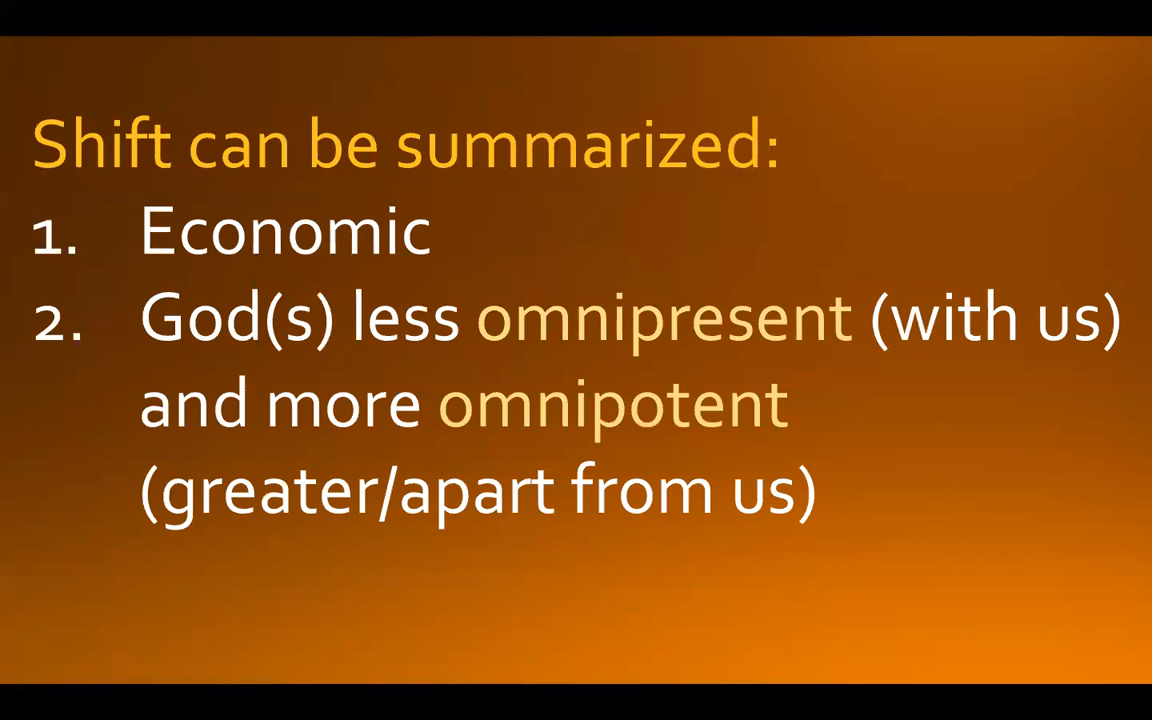 Shift can be summarized:
1. Economic
2. God(s) less omnipresent (with us)
and more omnipotent
(greater/apart from us)